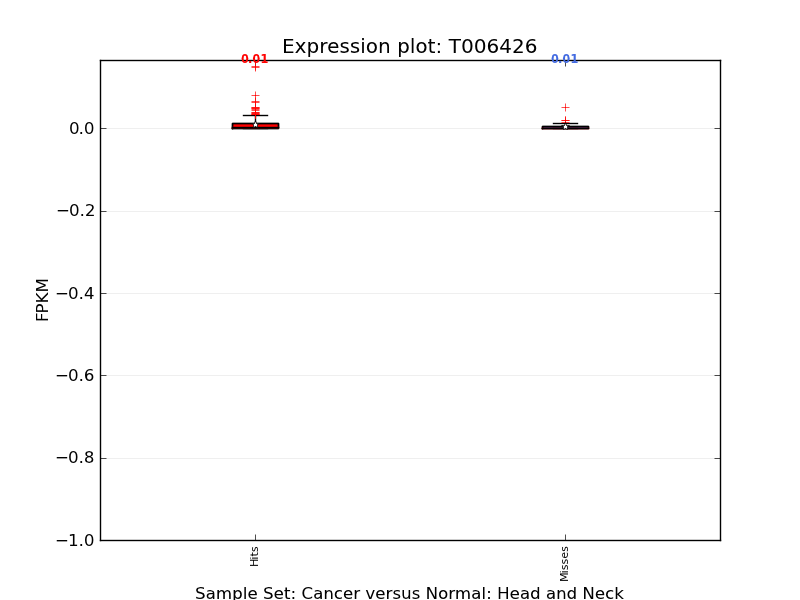 Expression plot: T006426
0.01
0.01
0.0
−0.2
−0.4
−0.6
−0.8
−1.0
FPKM
Hits
Misses
Sample Set: Cancer versus Normal: Head and Neck